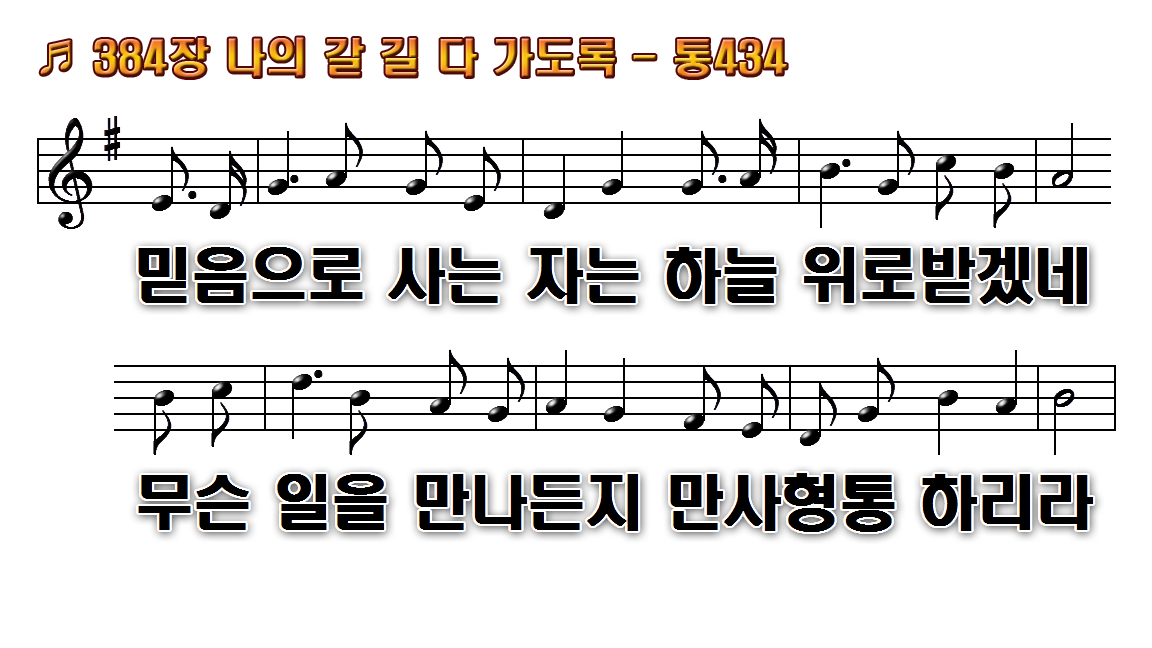 ♬ 384장 나의 갈 길 다 가도록 - 통434
믿음으로 사는 자는 하늘 위로받겠네
무슨 일을 만나든지 만사형통 하리라